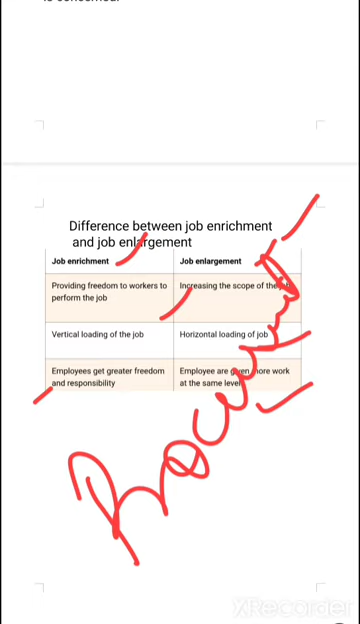 Difference between job enrichment
and job enlargement
Job enrichment Job enlargement
Providing freedom to workers to Increasing the scope of the
perform the job
Vertical loading of the job Horizontal loading of job
Employees get greater freedom Employee are given more work
and responsibility at the same level
XRecorder